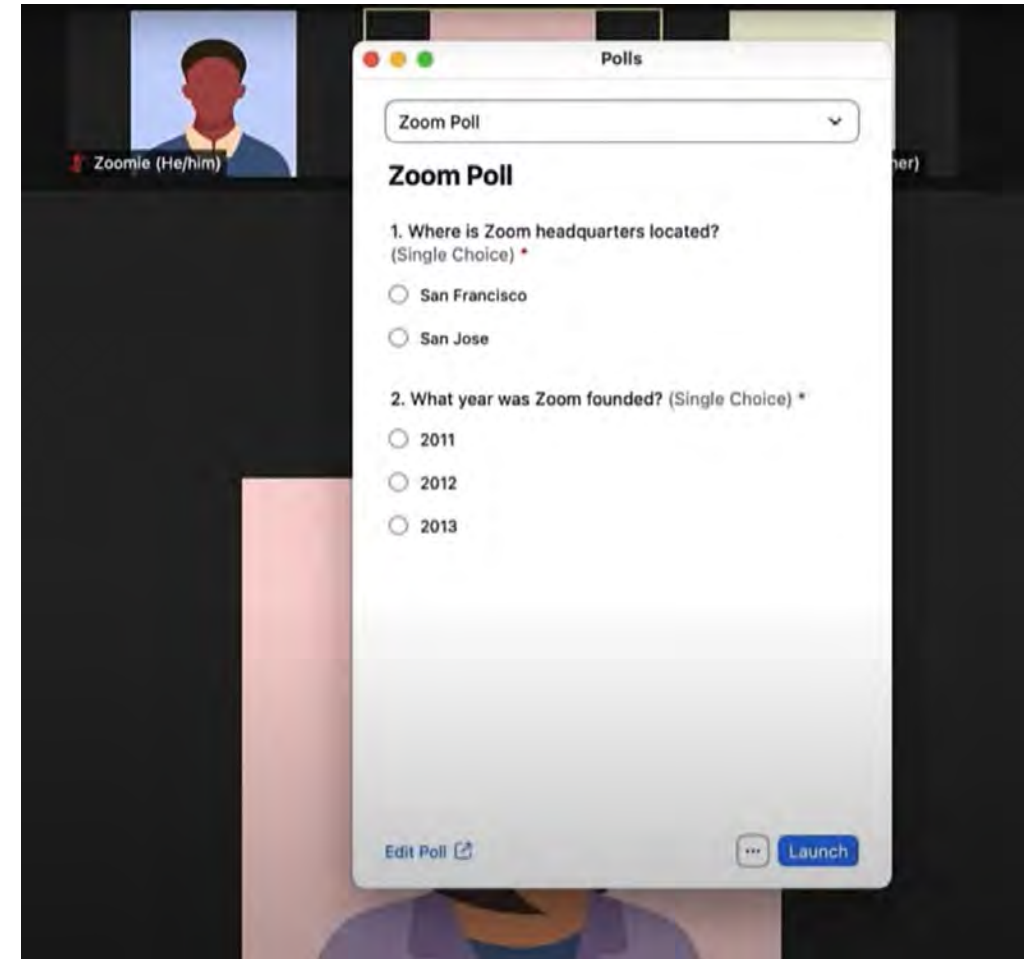 Polls
Zoom Poll
Zoomie (He/him)
her)
Zoom Poll
1. Where is Zoom headquarters located?
(Single Choice) *
San Francisco
San Jose
2. What year was Zoom founded? (Single Choice) *
2011
2012
2013
Edit Poll
... Launch